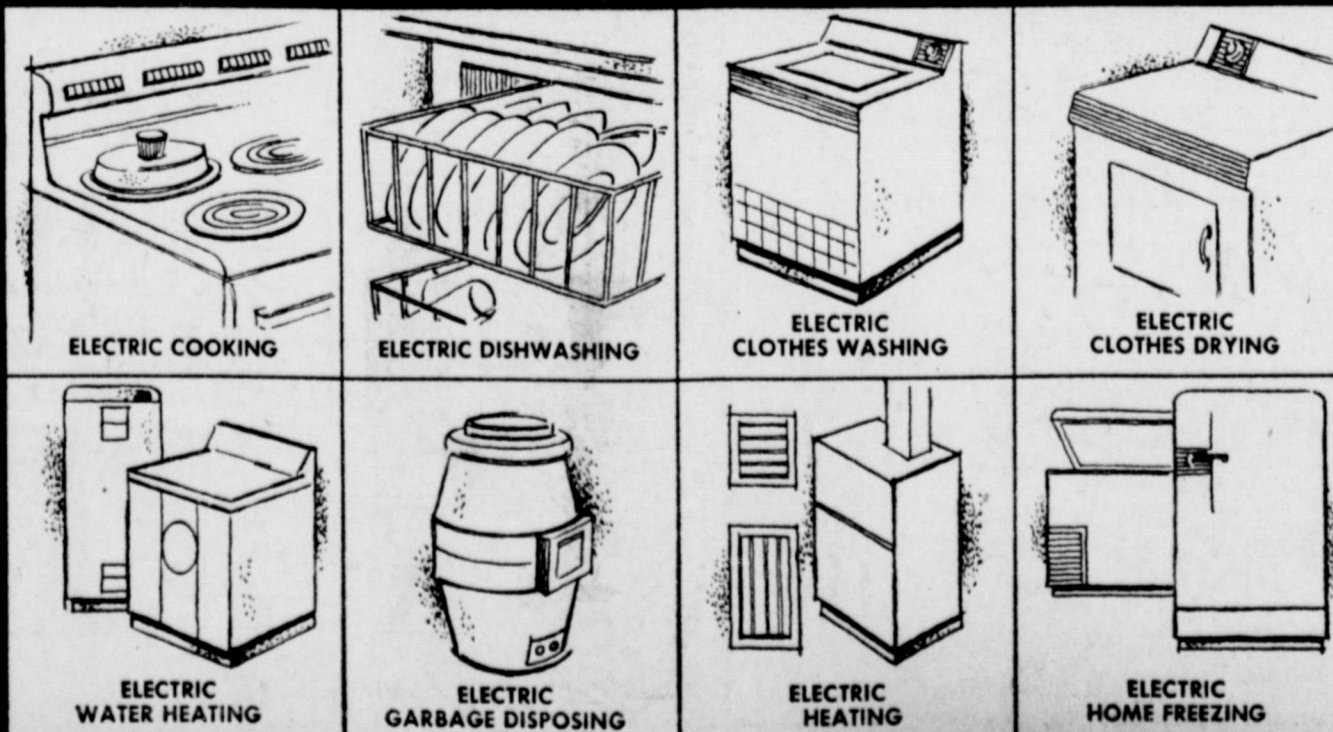 ELECTRIC COOKING
ELECTRIC DISHWASHING
ELECTRIC
CLOTHES WASHING
ELECTRIC
CLOTHES DRYING
ELECTRIC
WATER HEATING
ELECTRIC
GARBAGE DISPOSING
ELECTRIC
HEATING
ELECTRIC
HOME FREEZING